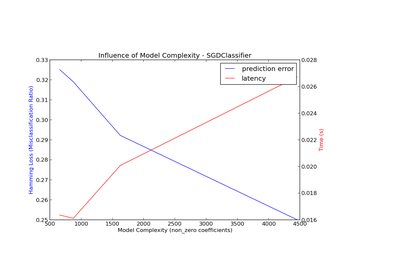 Influence of Model Complexity - SGDClassifier
prediction error
latency
0.33
0.32
0.31
0.30
0.29
0.28
0.27
0.26
0.25
Hamming Loss (Misclassification Ratio)
0.028
0.026
0.024
0.022
0.020
0.018
0.016
Time (s)
500 1000 1500 2000 2500 3000 3500 4000 4500
Model Complexity (non_zero coefficients)